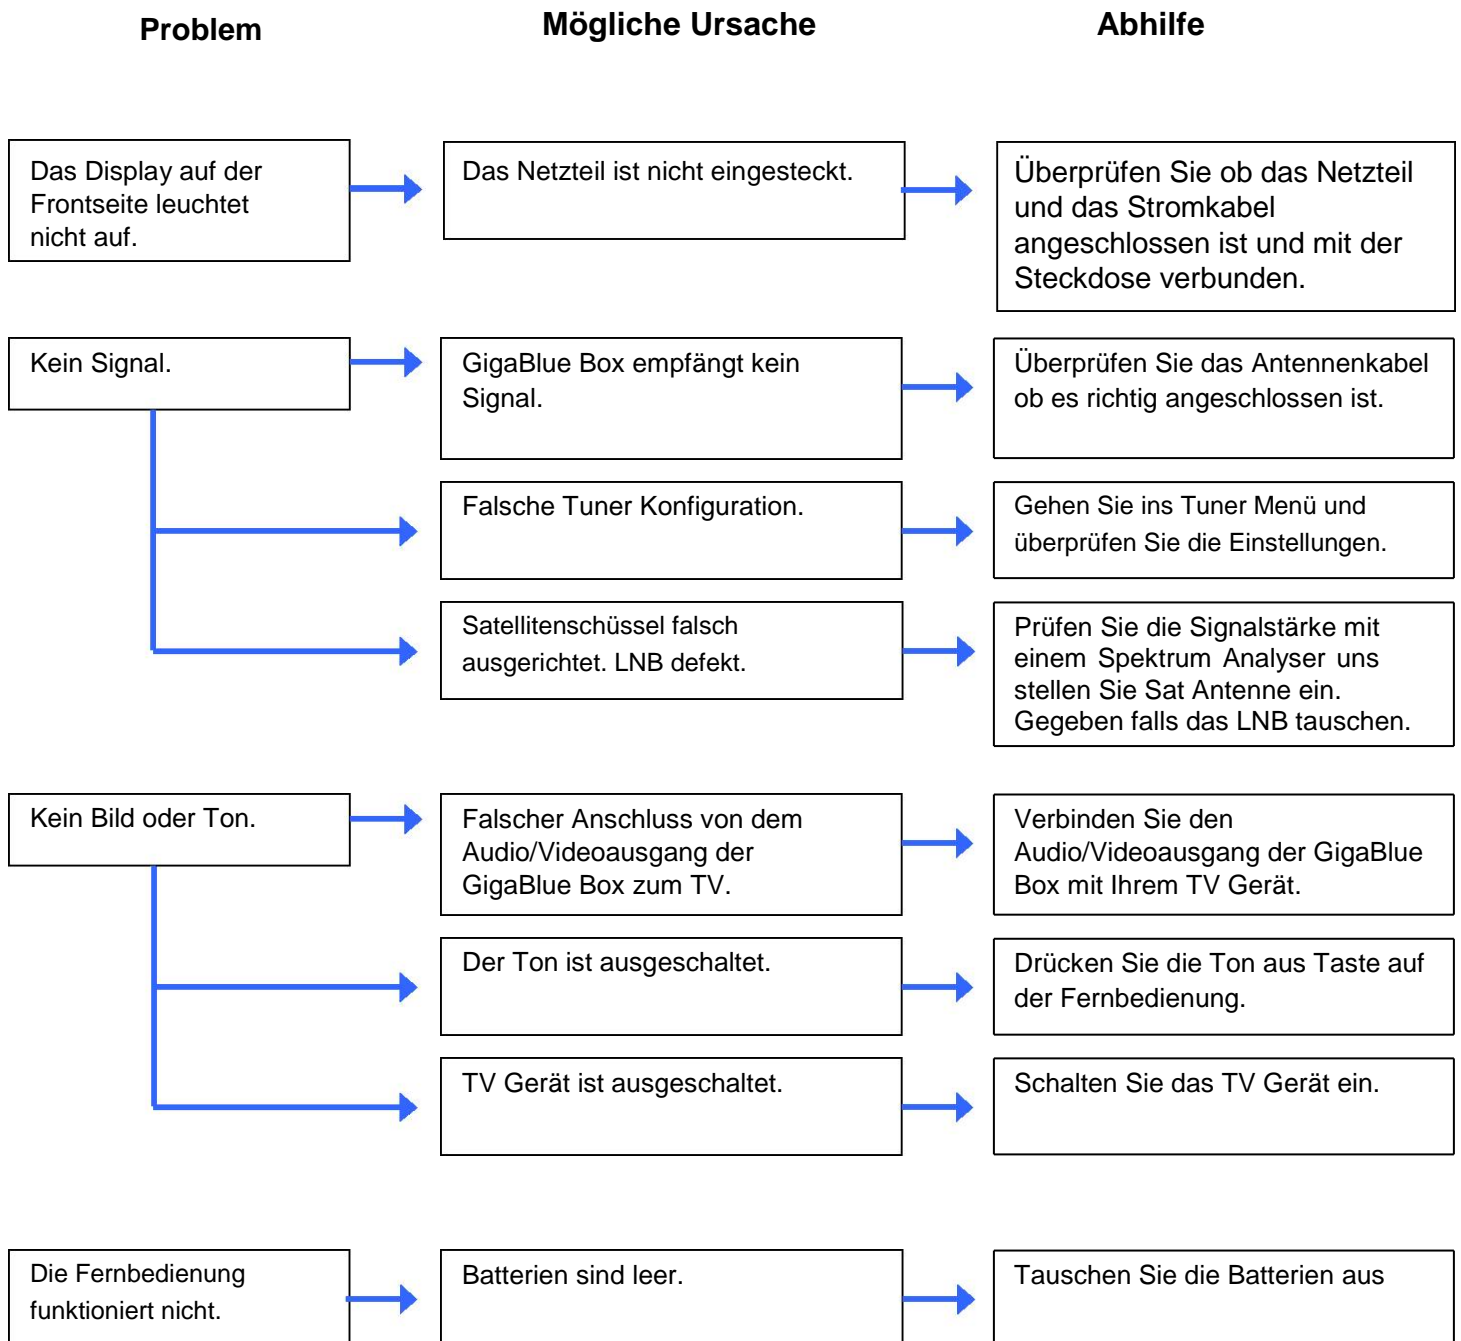 Problem
Mögliche Ursache
Abhilfe
Das Display auf der
Frontseite leuchtet
nicht auf.
Das Netzteil ist nicht eingesteckt.
Überprüfen Sie ob das Netzteil
und das Stromkabel
angeschlossen ist und mit der
Steckdose verbunden.
Kein Signal.
GigaBlue Box empfängt kein
Signal.
Überprüfen Sie das Antennenkabel
ob es richtig angeschlossen ist.
Falsche Tuner Konfiguration.
Gehen Sie ins Tuner Menü und
überprüfen Sie die Einstellungen.
Satellitenschüssel falsch
ausgerichtet. LNB defekt.
Prüfen Sie die Signalstärke mit
einem Spektrum Analyser uns
stellen Sie Sat Antenne ein.
Gegeben falls das LNB tauschen.
Kein Bild oder Ton.
Falscher Anschluss von dem
Audio/Videoausgang der
GigaBlue Box zum TV.
Verbinden Sie den
Audio/Videoausgang der GigaBlue
Box mit Ihrem TV Gerät.
Der Ton ist ausgeschaltet.
Drücken Sie die Ton aus Taste auf
der Fernbedienung.
TV Gerät ist ausgeschaltet.
Schalten Sie das TV Gerät ein.
Die Fernbedienung
funktioniert nicht.
Batterien sind leer.
Tauschen Sie die Batterien aus